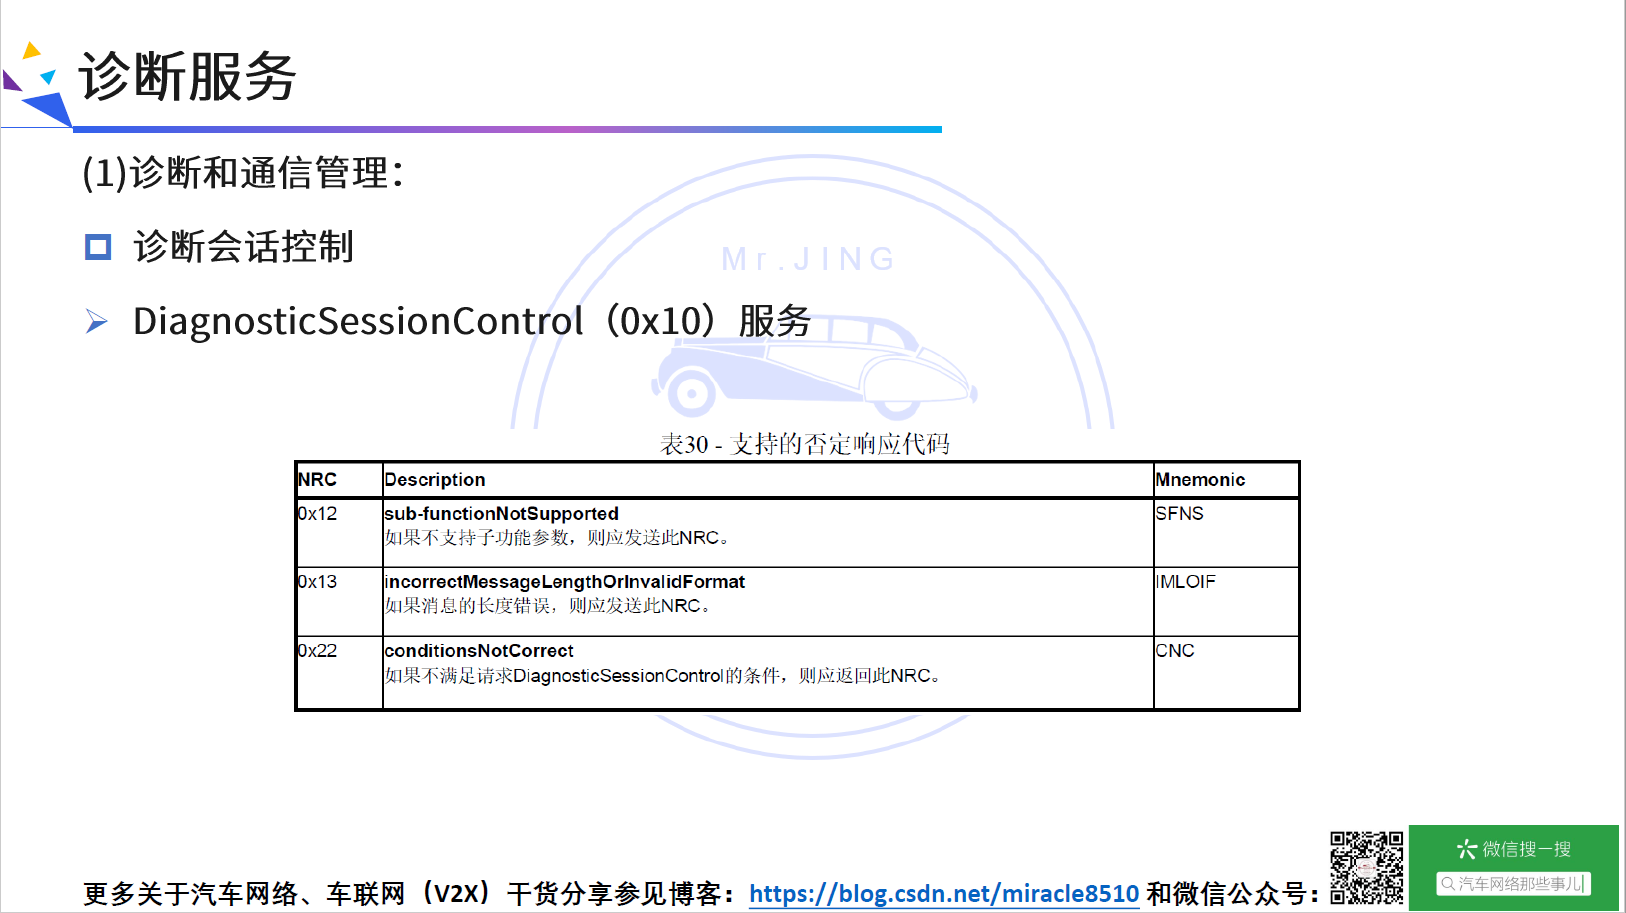 诊断服务
(1)诊断和通信管理：
诊断会话控制
Mr.JING
DiagnosticSessionControl（0x10）服务
表30 - 支持的否定响应代码
NRC Description Mnemonic
0x12 sub-functionNotSupported SFNS
如果不支持子功能参数，则应发送此NRC。
0x13 incorrectMessageLengthOrInvalidFormat IMLOIF
如果消息的长度错误，则应发送此NRC。
0x22 conditionsNotCorrect CNC
如果不满足请求DiagnosticSessionControl的条件，则应返回此NRC。
微信搜一搜
汽车网络那些事儿
更多关于汽车网络、车联网（V2X）干货分享参见博客：https://blog.csdn.net/miracle8510 和微信公众号：